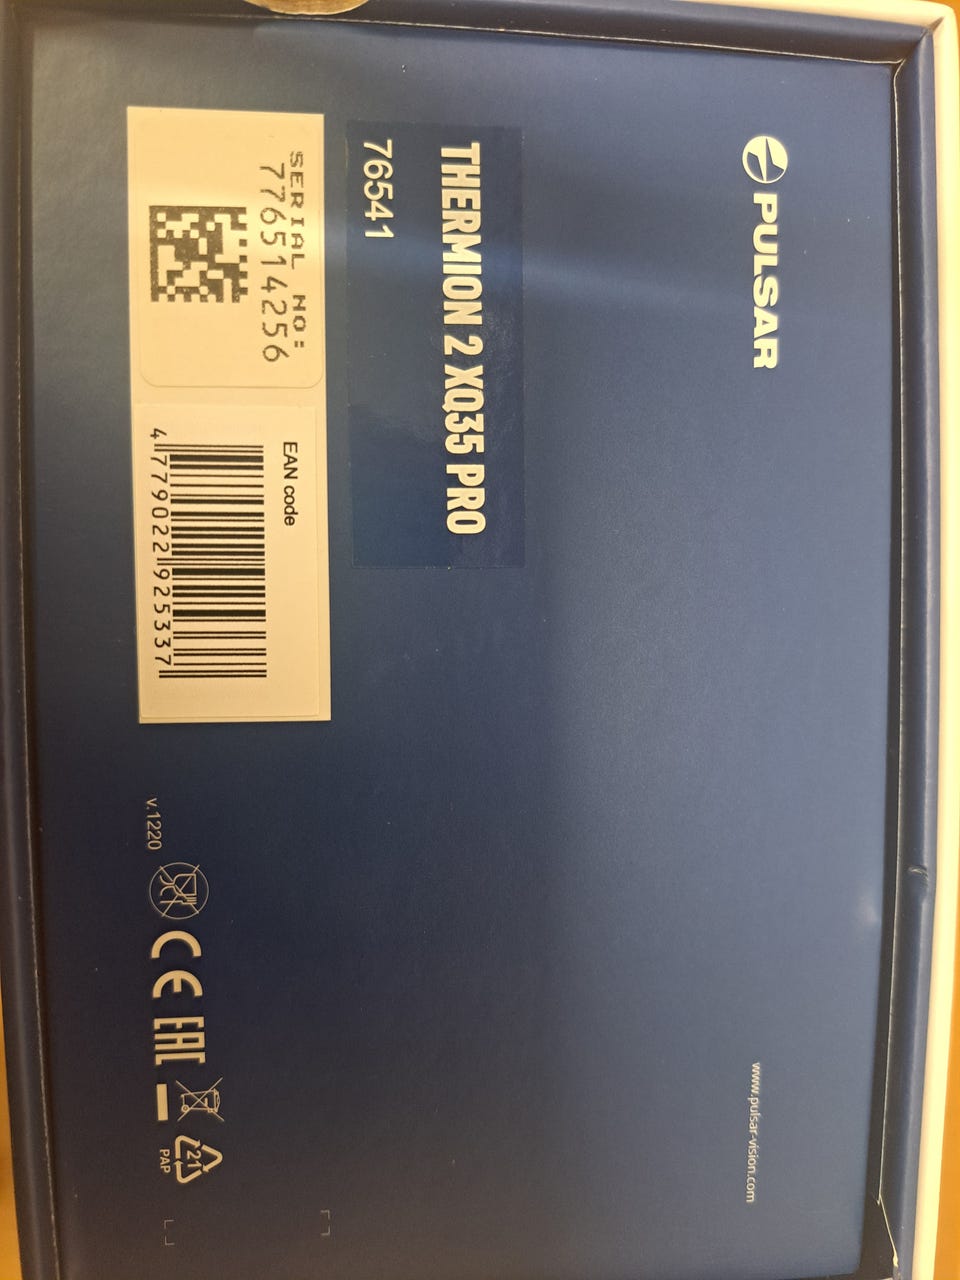 PULSAR
www.pulsar-vision.com
THERMION 2 XQ35 PRO
76541
SERIAL NO:
776514256
EAN code
4 779022 925337
v.1220
CE EAC
21
PAP